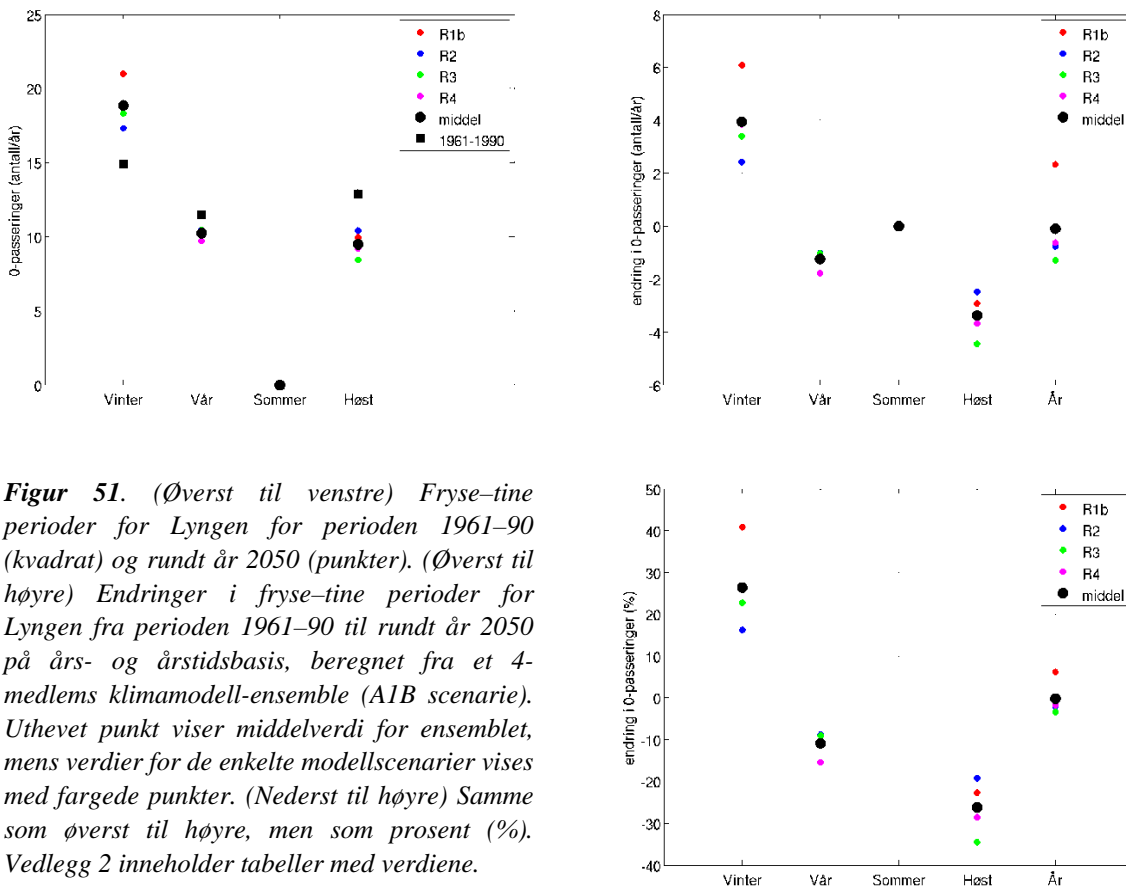 25
20
15
10
5
0
0-passeringer (antall/år)
Vinter Vår Sommer Høst
R1b
R2
R3
R4
middel
1961-1990
8
6
4
2
0
-2
-4
-6
endring i 0-passeringer (antall/år)
Vinter Vår Sommer Høst År
R1b
R2
R3
R4
middel
Figur 51. (Øverst til venstre) Fryse–tine
perioder for Lyngen for perioden 1961–90
(kvadrat) og rundt år 2050 (punkter). (Øverst til
høyre) Endringer i fryse–tine perioder for
Lyngen fra perioden 1961–90 til rundt år 2050
på års- og årstidsbasis, beregnet fra et 4-
medlems klimamodell-ensemble (A1B scenarie).
Uthevet punkt viser middelverdi for ensemblet,
mens verdier for de enkelte modellscenarier vises
med fargede punkter. (Nederst til høyre) Samme
som øverst til høyre, men som prosent (%).
Vedlegg 2 inneholder tabeller med verdiene.
50
40
30
20
10
0
-10
-20
-30
-40
endring i 0-passeringer (%)
Vinter Vår Sommer Høst År
R1b
R2
R3
R4
middel